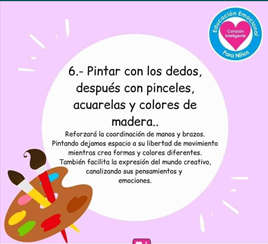 Educación Emocional
Corazón
Inteligente
Para Niños
6.- Pintar con los dedos,
después con pinceles,
acuarelas y colores de
madera..
Reforzará la coordinación de manos y brazos.
Pintando dejamos espacio a su libertad de movimiento
mientras crea formas y colores diferentes.
También facilita la expresión del mundo creativo,
canalizando sus pensamientos y
emociones.